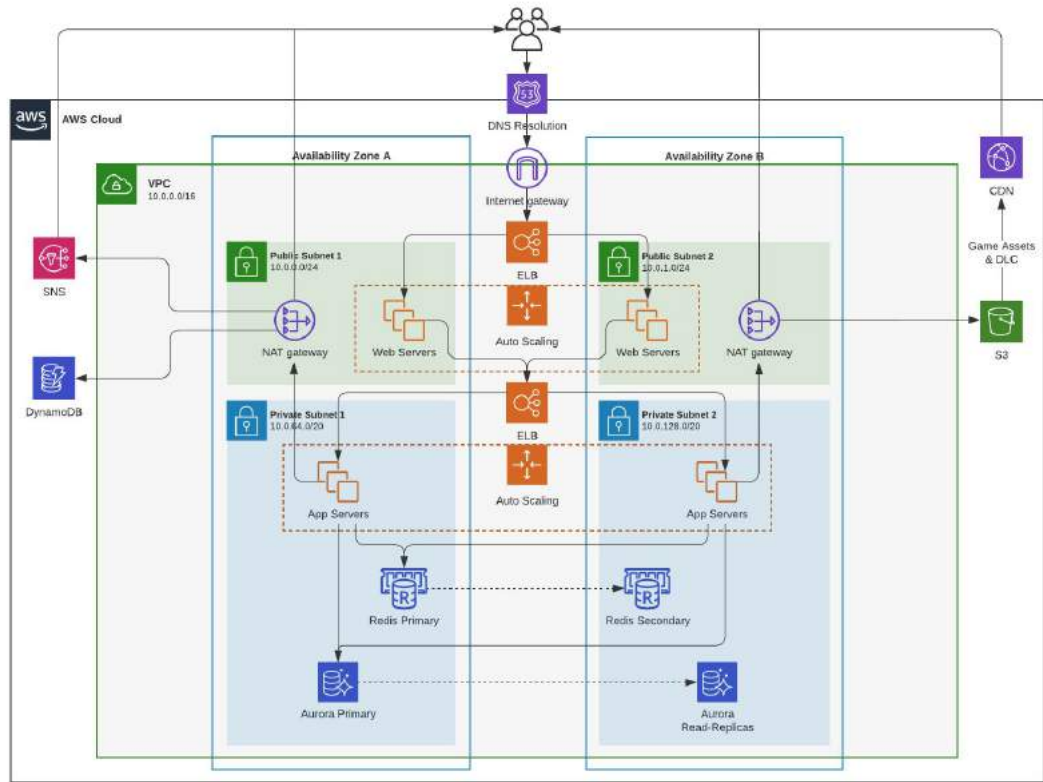 53
aws
AWS Cloud
DNS Resolution
Availability Zone A
Availability Zone B
VPC
10.0.0.0/16
Internet gateway
CDN
Public Subnet 1
10.0.0.0/24
Public Subnet 2
10.0.1.0/24
Game Assets
& DLC
ELB
SNS
Auto Scaling
NAT gateway
Web Servers
Web Servers
NAT gateway
S3
DynamoDB
Private Subnet 1
10.0.64.0/20
Private Subnet 2
10.0.128.0/20
ELB
Auto Scaling
App Servers
App Servers
R
R
Redis Primary
Redis Secondary
Aurora Primary
Aurora
Read-Replicas